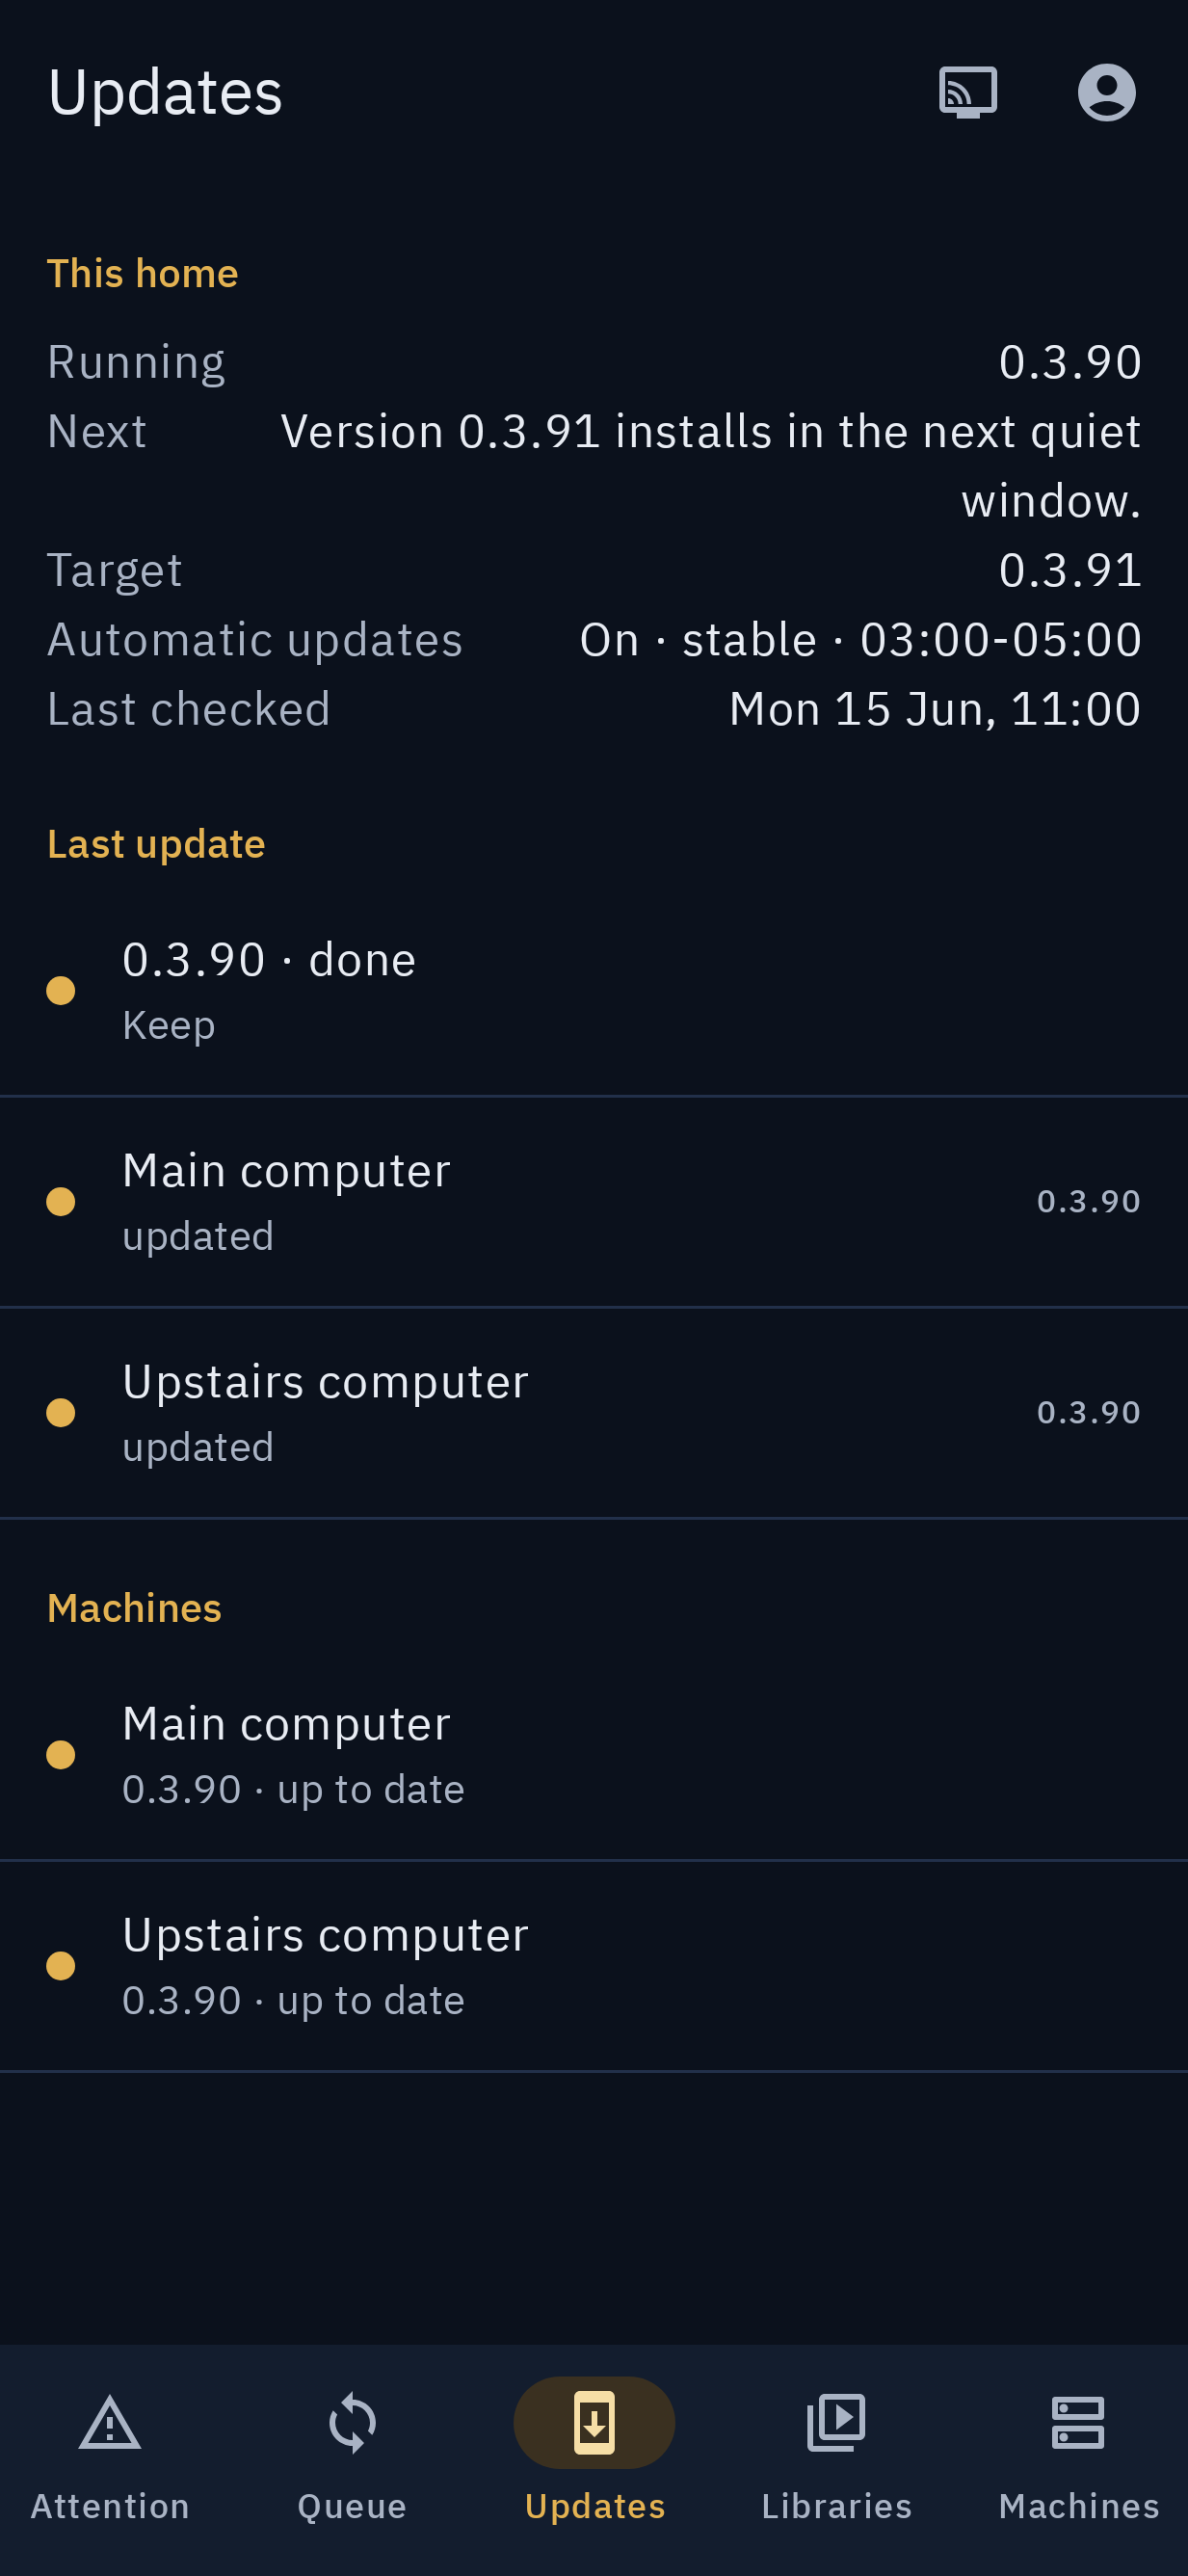 Updates
This home
Running 0.3.90
Next Version 0.3.91 installs in the next quiet
window.
Target 0.3.91
Automatic updates On · stable · 03:00-05:00
Last checked Mon 15 Jun, 11:00
Last update
0.3.90 · done
Keep
Main computer
updated
0.3.90
Upstairs computer
updated
0.3.90
Machines
Main computer
0.3.90 · up to date
Upstairs computer
0.3.90 · up to date
Attention Queue Updates Libraries Machines